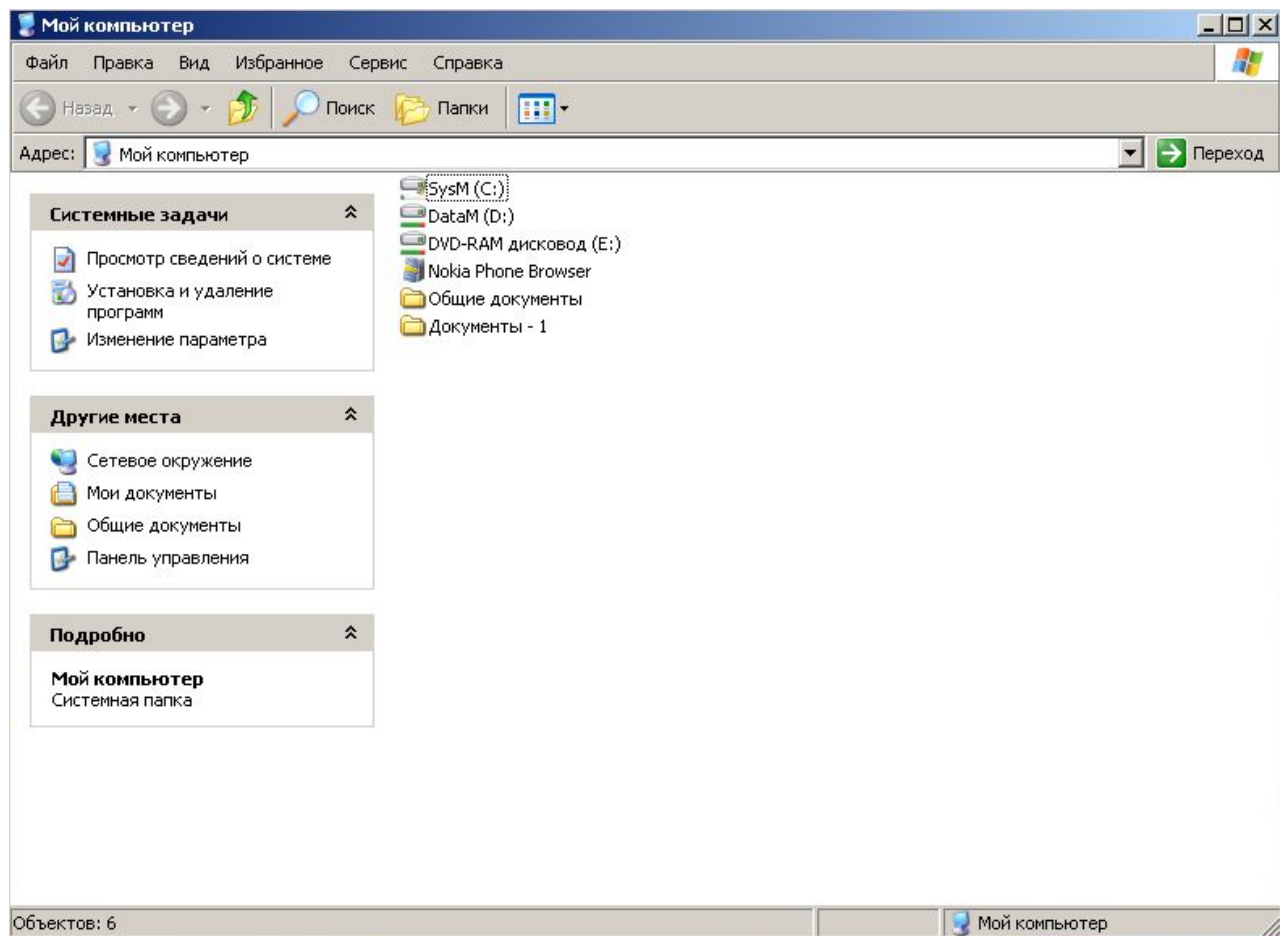 Мой компьютер
Файл Правка Вид Избранное Сервис Справка
Назад Поиск Папки
Адрес: Мой компьютер Переход
Системные задачи
Просмотр сведений о системе
Установка и удаление
программ
Изменение параметра
Другие места
Сетевое окружение
Мои документы
Общие документы
Панель управления
Подробно
Мой компьютер
Системная папка
SysM (C:)
DataM (D:)
DVD-RAM дисковод (E:)
Nokia Phone Browser
Общие документы
Документы - 1
Объектов: 6 Мой компьютер